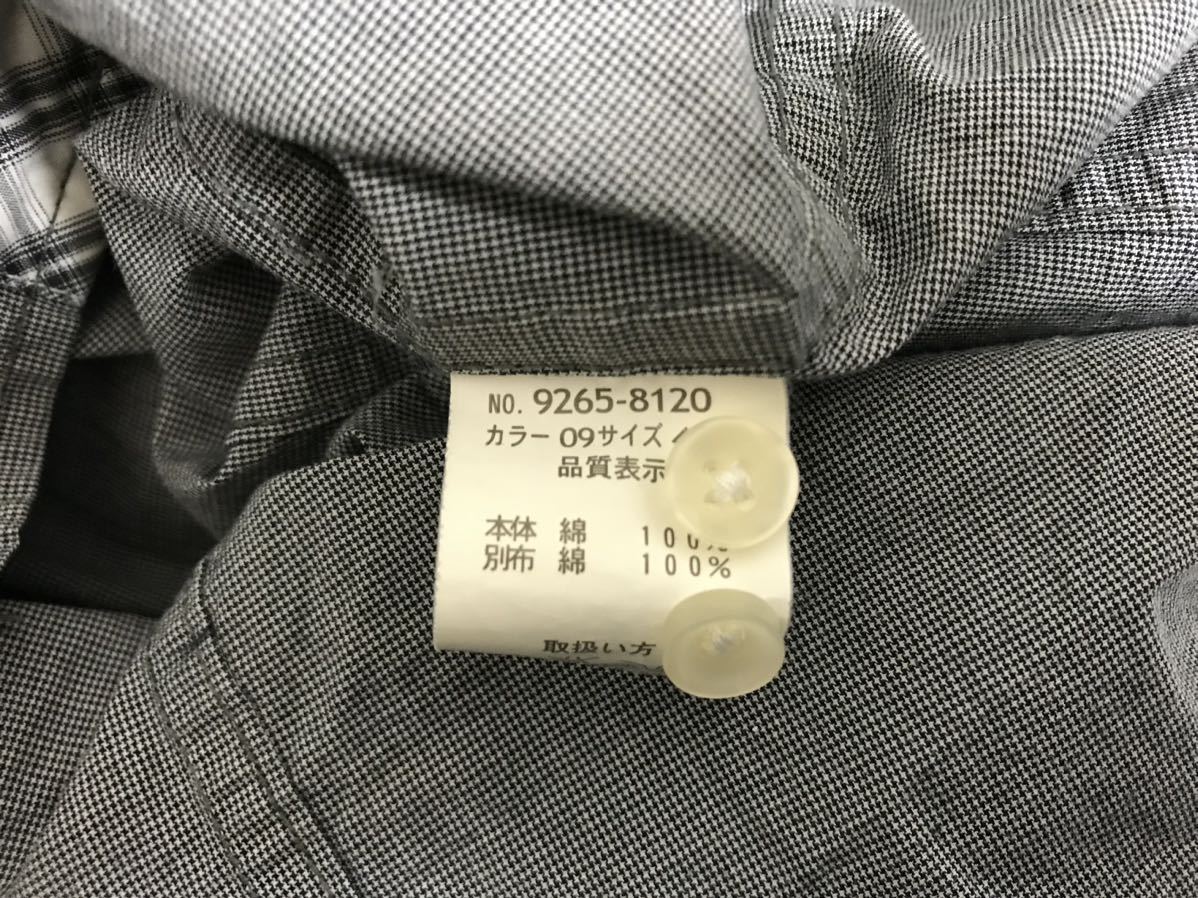 NO. 9265-8120
カラー 09サイズ
品質表示
本体 綿 100%
別布 綿 100%
取扱い方